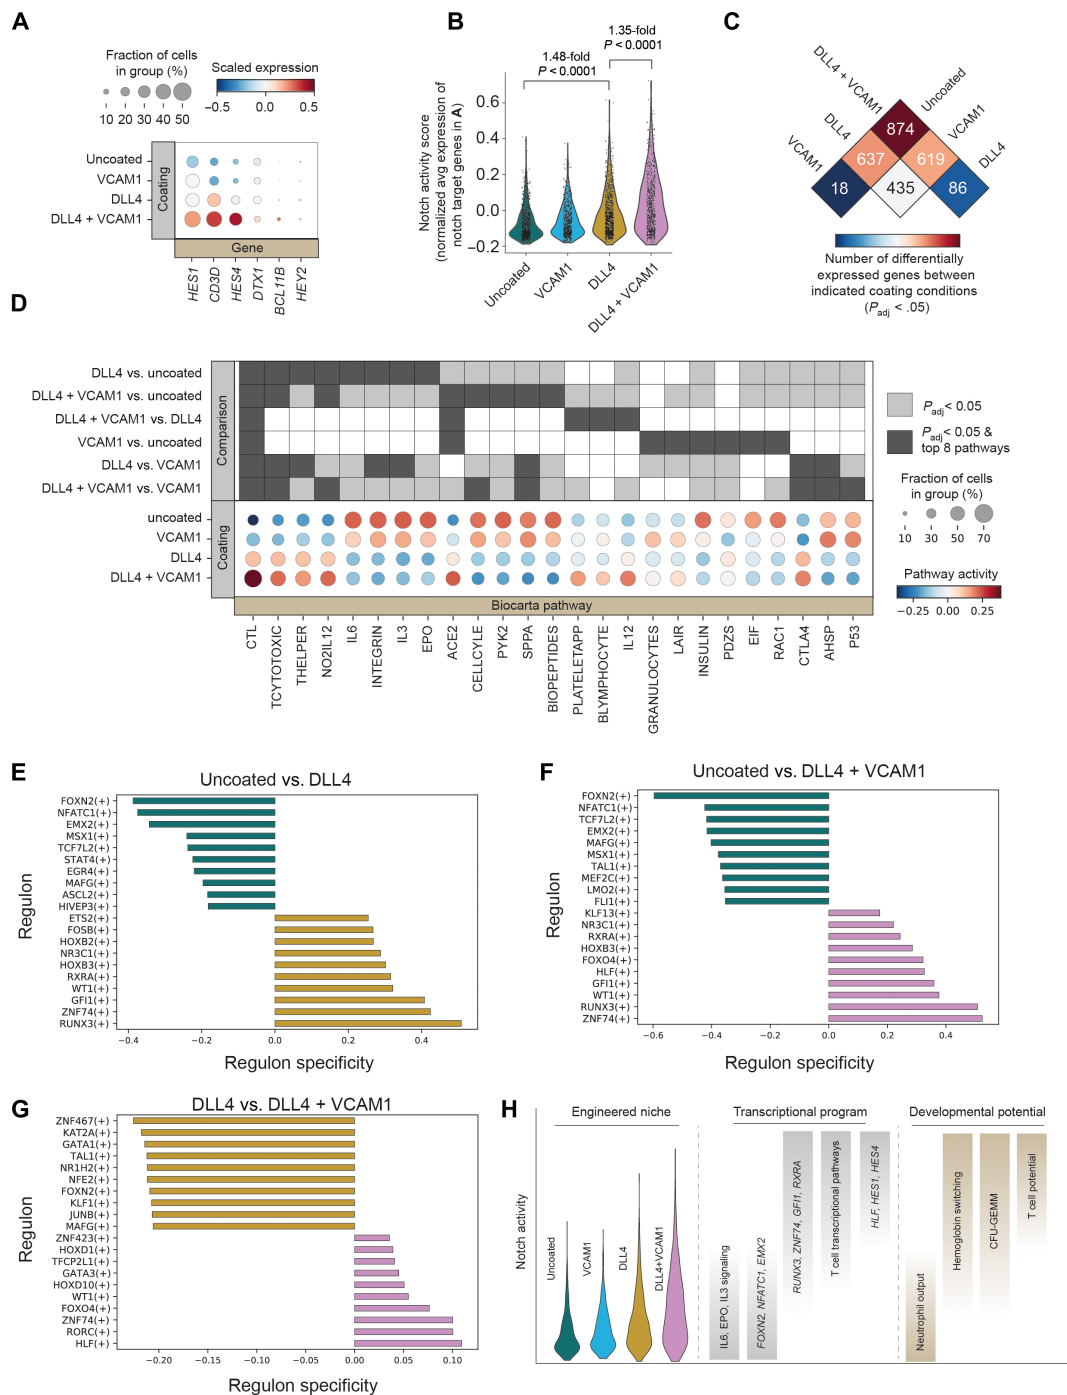 A
Fraction of cells
in group (%)
10 20 30 40 50
Scaled expression
−0.5 0.0 0.5
Coating
Uncoated
VCAM1
DLL4
DLL4 + VCAM1
Gene
HES1
CD3D
HES4
DTX1
BCL11B
HEY2
B
1.35-fold
P < 0.0001
1.48-fold
P < 0.0001
Notch activity score
(normalized avg expression of
notch target genes in A)
0.6
0.4
0.2
0.0
−0.2
Uncoated
VCAM1
DLL4
DLL4 + VCAM1
C
DLL4 + VCAM1
Uncoated
DLL4
VCAM1
VCAM1
DLL4
874
637 619
18 435 86
Number of differentially
expressed genes between
indicated coating conditions
(Padj < .05)
D
Comparison
DLL4 vs. uncoated
DLL4 + VCAM1 vs. uncoated
DLL4 + VCAM1 vs. DLL4
VCAM1 vs. uncoated
DLL4 vs. VCAM1
DLL4 + VCAM1 vs. VCAM1
Coating
uncoated
VCAM1
DLL4
DLL4 + VCAM1
Biocarta pathway
CTL
TCYTOTOXIC
THELPER
NO2IL12
IL6
INTEGRIN
IL3
EPO
ACE2
CELLCYLE
PYK2
SPPA
BIOPEPTIDES
PLATELETAPP
BLYMPHOCYTE
IL12
GRANULOCYTES
LAIR
INSULIN
PDZS
EIF
RAC1
CTLA4
AHSP
P53
Padj < 0.05
Padj < 0.05 &
top 8 pathways
Fraction of cells
in group (%)
10 30 50 70
Pathway activity
−0.25 0.00 0.25
E
Uncoated vs. DLL4
Regulon
FOXN2(+)
NFATC1(+)
EMX2(+)
MSX1(+)
TCF7L2(+)
STAT4(+)
EGR4(+)
MAFG(+)
ASCL2(+)
HIVEP3(+)
ETS2(+)
FOSB(+)
HOXB2(+)
NR3C1(+)
HOXB3(+)
RXRA(+)
WT1(+)
GFI1(+)
ZNF74(+)
RUNX3(+)
−0.4 −0.2 0.0 0.2 0.4
Regulon specificity
F
Uncoated vs. DLL4 + VCAM1
Regulon
FOXN2(+)
NFATC1(+)
TCF7L2(+)
EMX2(+)
MAFG(+)
MSX1(+)
TAL1(+)
MEF2C(+)
LMO2(+)
FLI1(+)
KLF13(+)
NR3C1(+)
RXRA(+)
HOXB3(+)
FOXO4(+)
HLF(+)
GFI1(+)
WT1(+)
RUNX3(+)
ZNF74(+)
−0.6 −0.4 −0.2 0.0 0.2 0.4
Regulon specificity
G
DLL4 vs. DLL4 + VCAM1
Regulon
ZNF467(+)
KAT2A(+)
GATA1(+)
TAL1(+)
NR1H2(+)
NFE2(+)
FOXN2(+)
KLF1(+)
JUNB(+)
MAFG(+)
ZNF423(+)
HOXD1(+)
TFCP2L1(+)
GATA3(+)
HOXD10(+)
WT1(+)
FOXO4(+)
ZNF74(+)
RORC(+)
HLF(+)
−0.20 −0.15 −0.10 −0.05 0.00 0.05 0.10
Regulon specificity
H
Engineered niche
Transcriptional program
Developmental potential
Notch activity
Uncoated
VCAM1
DLL4
DLL4+VCAM1
IL6, EPO, IL3 signaling
FOXN2, NFATC1, EMX2
RUNX3, ZNF74, GFI1, RXRA
T cell transcriptional pathways
HLF, HES1, HES4
Neutrophil output
Hemoglobin switching
CFU-GEMM
T cell potential